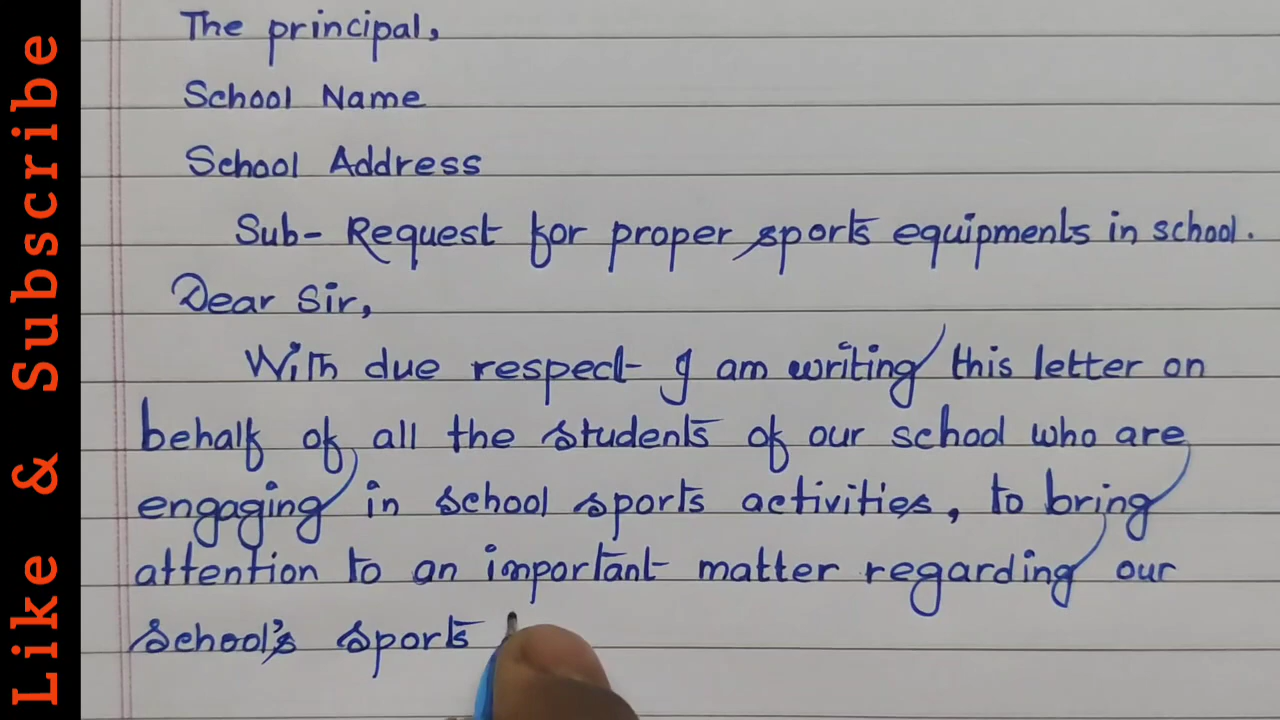 Like & Subscribe
The principal,
School Name
School Address
Sub- Request for proper sports equipments in school.
Dear Sir,
With due respect I am writing this letter on
behalf of all the students of our school who are
engaging in school sports activities, to bring
attention to an important matter regarding our
school's sports